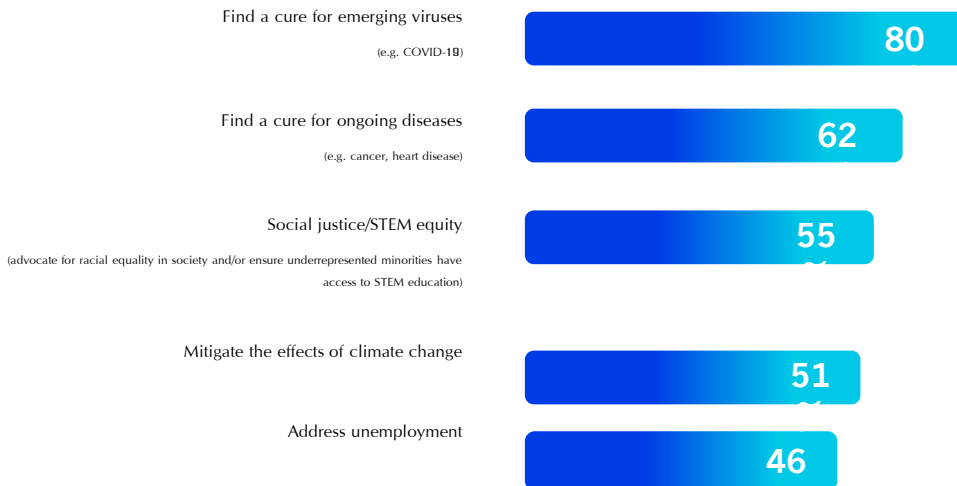 Find a cure for emerging viruses
80
(e.g. COVID-19)
Find a cure for ongoing diseases
62
(e.g. cancer, heart disease)
Social justice/STEM equity
55
%
(advocate for racial equality in society and/or ensure underrepresented minorities have
access to STEM education)
Mitigate the effects of climate change
51
%
Address unemployment
46